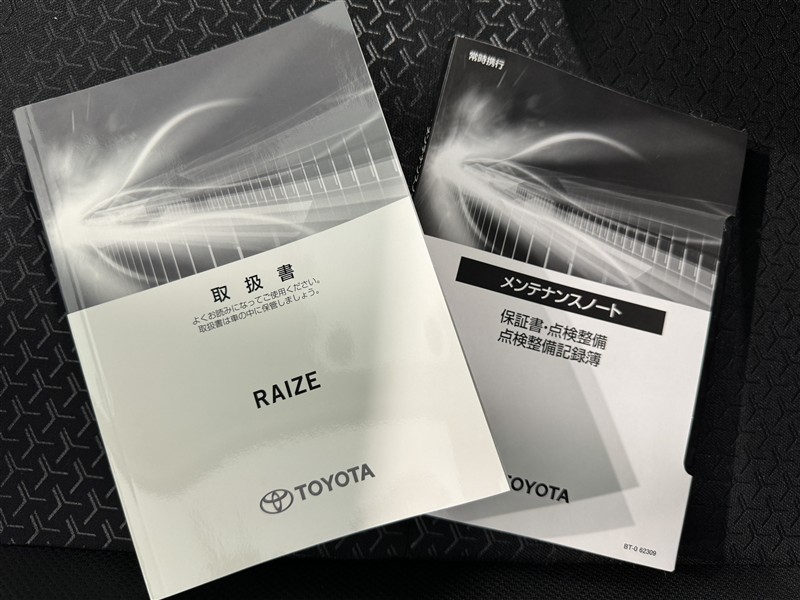 取扱書
よくお読みになってご使用ください。
取扱書は車の中に保管しましょう。
RAIZE
TOYOTA
常時携行
メンテナンスノート
保証書・点検整備
点検整備記録簿
TOYOTA
BT-0 62309